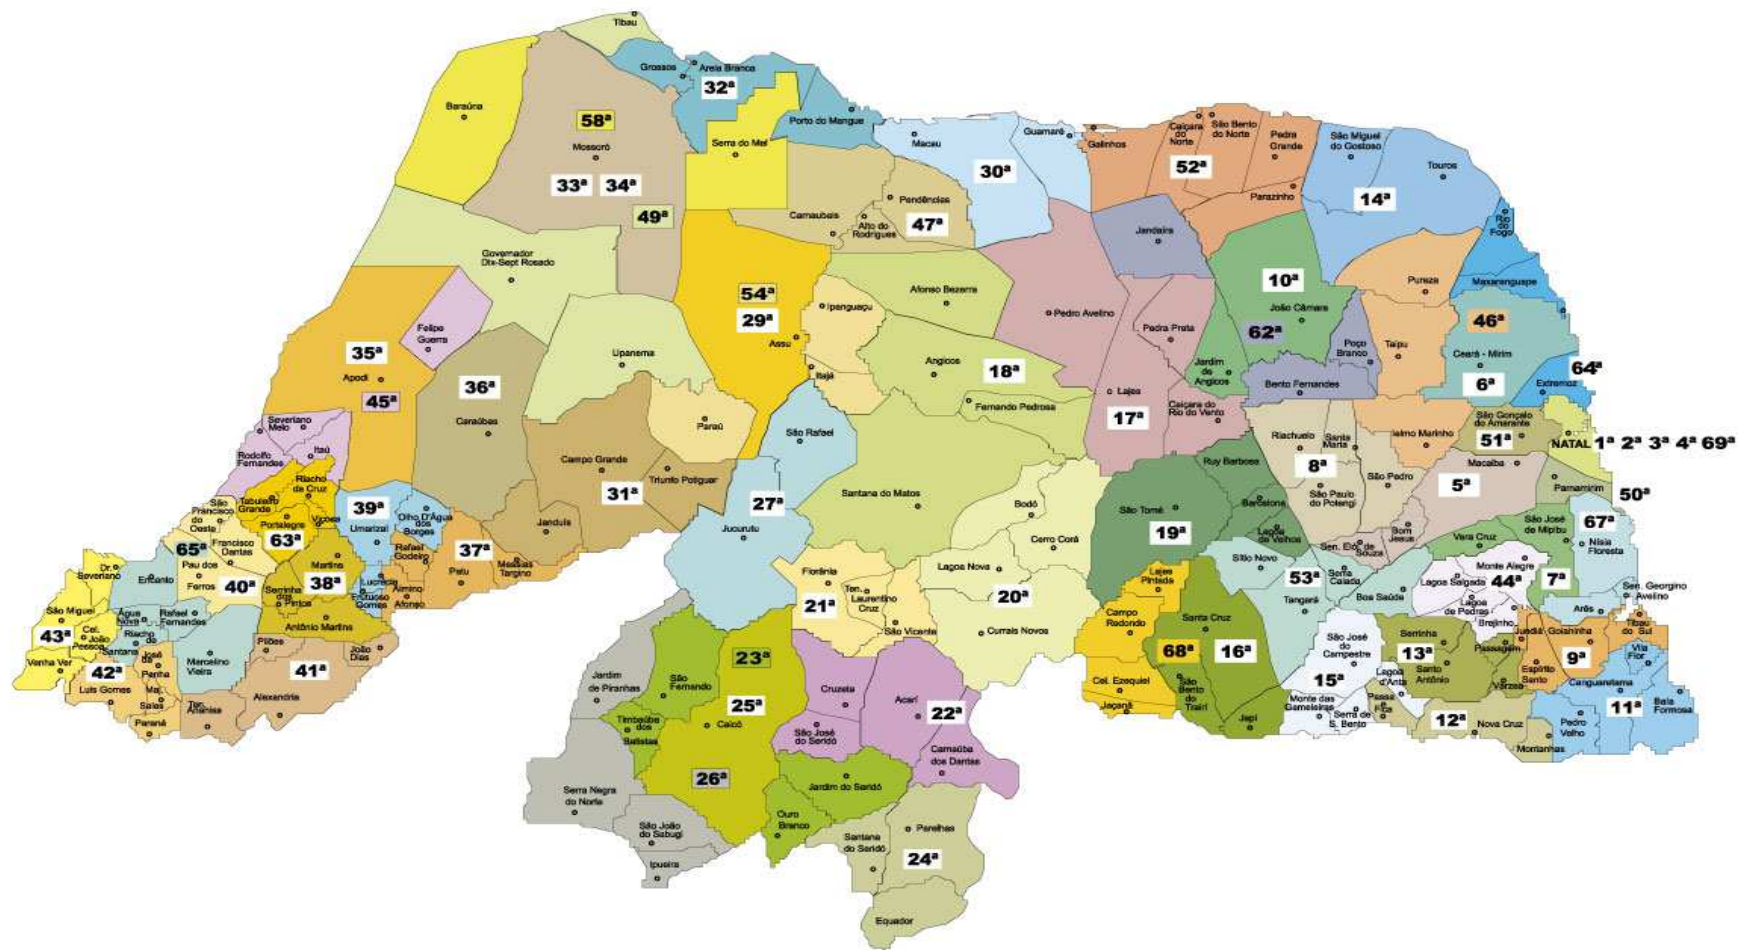 Tibau
Grossos
Areia Branca
32ª
Baraúna
58ª
Mossoró
33ª 34ª
49ª
Serra do Mel
Porto do Mangue
Macau
Guamaré
30ª
Galinhos
Caiçara
do
Norte
São Bento
do Norte
Pedra
Grande
52ª
Parazinho
São Miguel
do Gostoso
Touros
14ª
Rio
do
Fogo
Carnaubais
Alto do
Rodrigues
Pendências
47ª
Jandaíra
Governador
Dix-Sept Rosado
54ª
29ª
Assu
Ipanguaçu
Itajá
Afonso Bezerra
Pedro Avelino
Pedra Preta
10ª
João Câmara
62ª
Jardim
de
Angicos
Poço
Branco
Bento Fernandes
Pureza
Maxaranguape
46ª
Taipu
Ceará - Mirim
6ª
64ª
Extremoz
Felipe
Guerra
35ª
Apodi
45ª
36ª
Caraúbas
Upanema
Paraú
Angicos
18ª
Fernando Pedrosa
Lajes
17ª
Caiçara do
Rio do Vento
Severiano
Melo
Itaú
Rodolfo
Fernandes
São Rafael
Riachuelo
Santa
Maria
8ª
Ielmo Marinho
São Gonçalo
do Amarante
51ª
NATAL 1ª 2ª 3ª 4ª 69ª
Macaíba
5ª
Parnamirim
50ª
Campo Grande
31ª
Triunfo Potiguar
Janduís
27ª
Jucurutu
Santana do Matos
Bodó
Cerro Corá
Ruy Barbosa
Barcelona
São Tomé
19ª
Lagoa
de Velhos
São Paulo
do Potengi
São Pedro
Sen. Elói de
Souza
Bom
Jesus
Riacho
da Cruz
Tabuleiro
Grande
Portalegre
Viçosa
63ª
39ª
Umarizal
Olho D'Água
dos
Borges
São
Francisco
do
Oeste
Francisco
Dantas
65ª
Pau dos
Ferros
40ª
Martins
38ª
Serrinha
dos
Pintos
Antônio Martins
Lucrécia
Frutuoso
Gomes
Rafael
Godeiro
37ª
Patu
Almino
Afonso
Messias
Targino
Dr.
Severiano
Encanto
São Miguel
43ª
Cel.
João
Pessoa
Venha Ver
Água
Nova
Rafael
Fernandes
Riacho de
Santana
José
da
Penha
42ª
Luis Gomes
Maj.
Sales
Paraná
Marcelino
Vieira
Pilões
João
Dias
41ª
Alexandria
Ten.
Ananias
Florânia
21ª
Ten.
Laurentino
Cruz
São Vicente
Lagoa Nova
20ª
Currais Novos
Lajes
Pintada
Campo
Redondo
68ª
Cel. Ezequiel
Jaçanã
Santa Cruz
16ª
São
Bento do
Trairí
Japi
Sítio Novo
53ª
Serra
Caiada
Tangará
Boa Saúde
Vera Cruz
São José
de Mipibu
67ª
Nísia
Floresta
Monte Alegre
Lagoa Salgada
44ª
7ª
Lagoa
de Pedras
Brejinho
Sen. Georgino
Avelino
Arês
São José
do
Campestre
15ª
Monte das
Gameleiras
Serra de
S. Bento
Lagoa
D'Anta
Passa
Fica
Serrinha
13ª
Santo
Antônio
Passagem
Várzea
Jundiá
Espírito
Santo
Goianinha
9ª
Tibau
do Sul
Vila
Flor
Canguaretama
11ª
Baía
Formosa
Pedro
Velho
12ª
Nova Cruz
Montanhas
Jardim
de Piranhas
São
Fernando
Timbaúba dos
Batistas
23ª
25ª
Caicó
26ª
Cruzeta
São José
do Seridó
Acari
22ª
Carnaúba
dos Dantas
Jardim do Seridó
Serra Negra
do Norte
São João
do Sabugi
Ipueira
Ouro
Branco
Santana
do Seridó
Parelhas
24ª
Equador